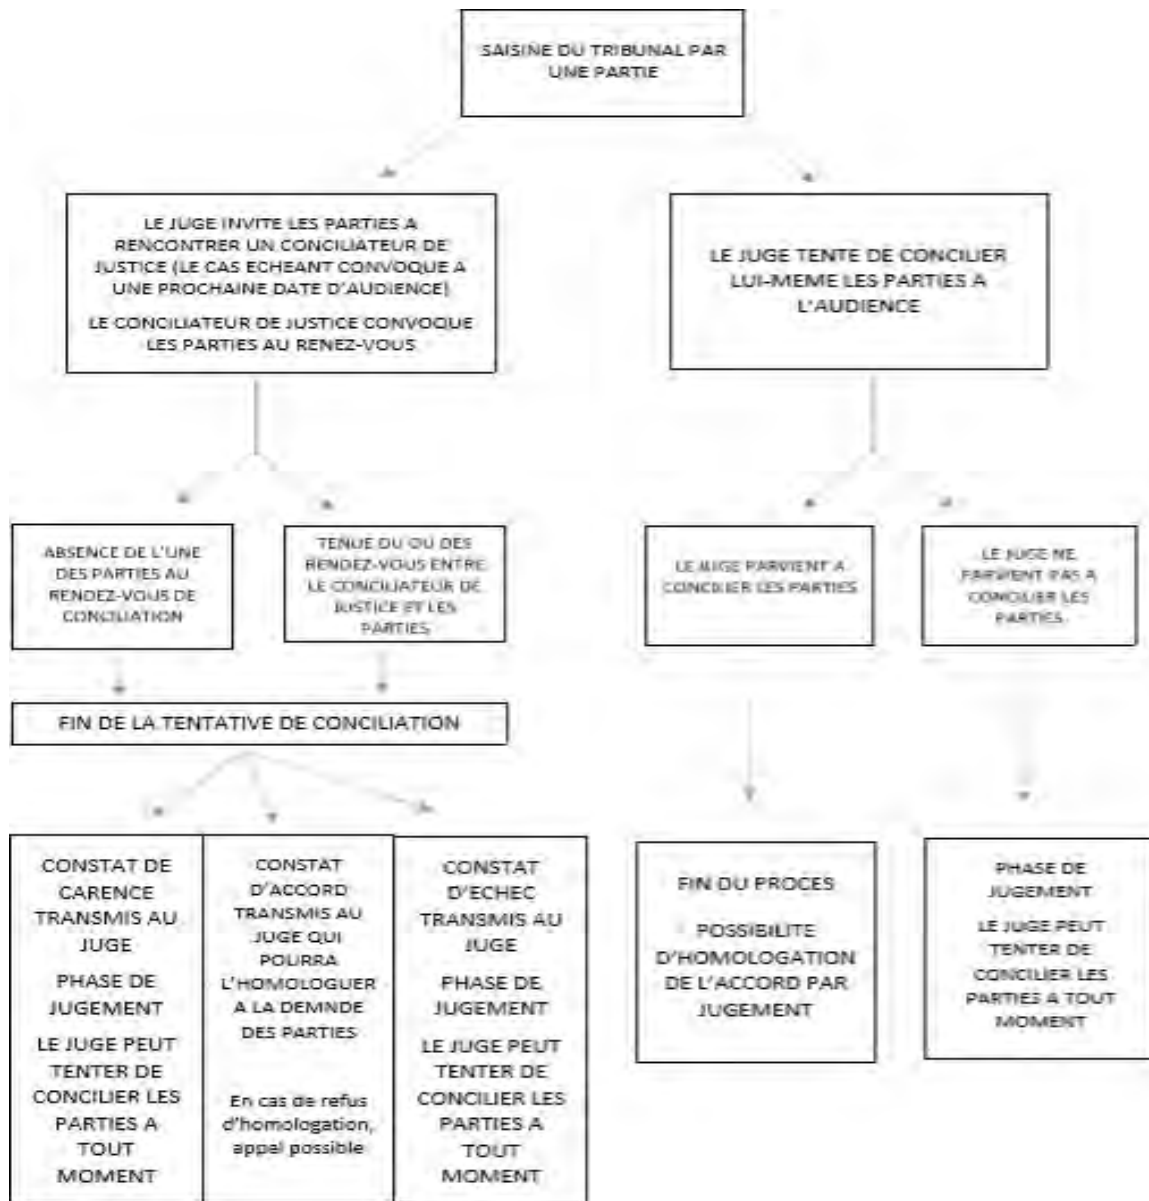 SAISINE DU TRIBUNAL PAR
UNE PARTIE
LE JUGE INVITE LES PARTIES A
RENCONTRER UN CONCILIATEUR DE
JUSTICE (LE CAS ECHEANT CONVOQUE A
UNE PROCHAINE DATE D'AUDIENCE)
LE CONCILIATEUR DE JUSTICE CONVOQUE
LES PARTIES AU RENEZ-VOUS
LE JUGE TENTE DE CONCILIER
LUI-MEME LES PARTIES A
L'AUDIENCE
ABSENCE DE L'UNE
DES PARTIES AU
RENDEZ-VOUS DE
CONCILIATION
TENUE DU OU DES
RENDEZ-VOUS ENTRE
LE CONCILIATEUR DE
JUSTICE ET LES
PARTIES
LE JUGE PARVIENT A
CONCILIER LES PARTIES
LE JUGE NE
PARVIENT PAS A
CONCILIER LES
PARTIES
FIN DE LA TENTATIVE DE CONCILIATION
CONSTAT DE
CARENCE
TRANSMIS AU
JUGE
PHASE DE
JUGEMENT
LE JUGE PEUT
TENTER DE
CONCILIER LES
PARTIES A
TOUT
MOMENT
CONSTAT
D'ACCORD
TRANSMIS AU
JUGE QUI
POURRA
L'HOMOLOGUER
A LA DEMNDE
DES PARTIES
En cas de refus
d'homologation,
appel possible
CONSTAT
D'ECHEC
TRANSMIS AU
JUGE
PHASE DE
JUGEMENT
LE JUGE PEUT
TENTER DE
CONCILIER LES
PARTIES A
TOUT
MOMENT
FIN DU PROCES
POSSIBILITE
D'HOMOLOGATION
DE L'ACCORD PAR
JUGEMENT
PHASE DE
JUGEMENT
LE JUGE PEUT
TENTER DE
CONCILIER LES
PARTIES A TOUT
MOMENT